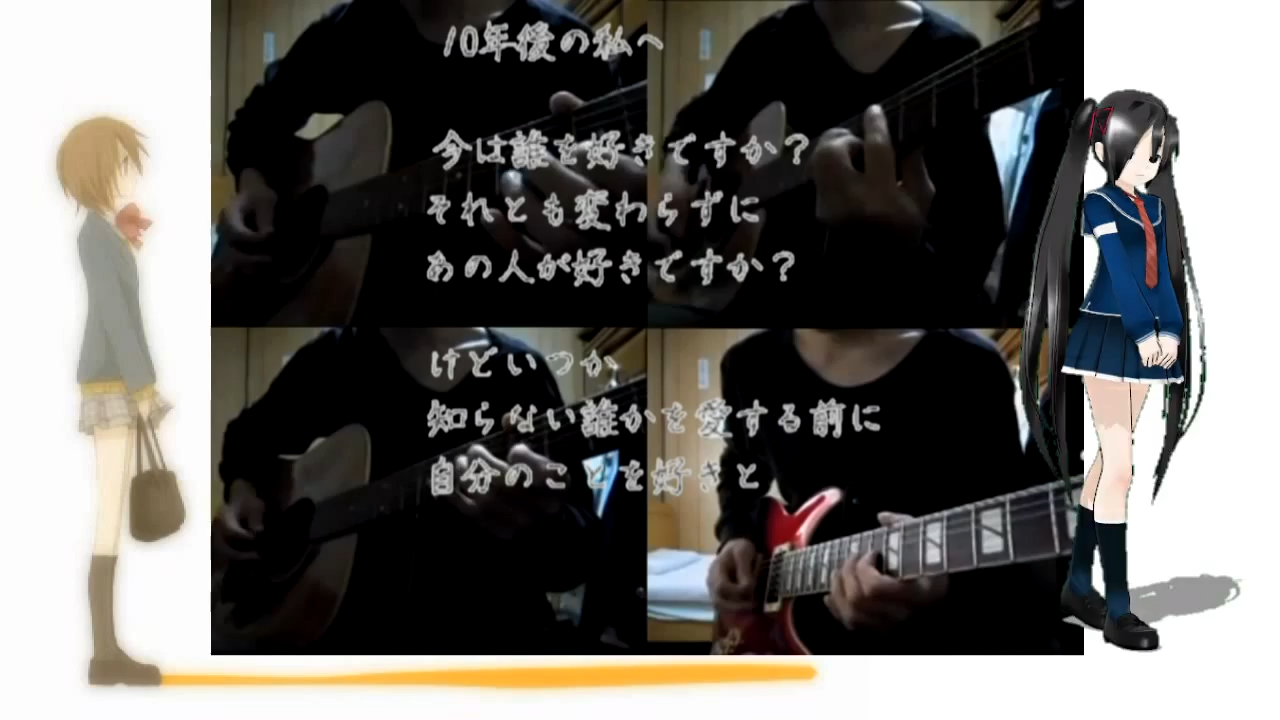 10年後の私へ
今は誰を好きですか？
それとも変わらずに
あの人が好きですか？
けどいつか
知らない誰かを愛する前に
自分のことを好きと